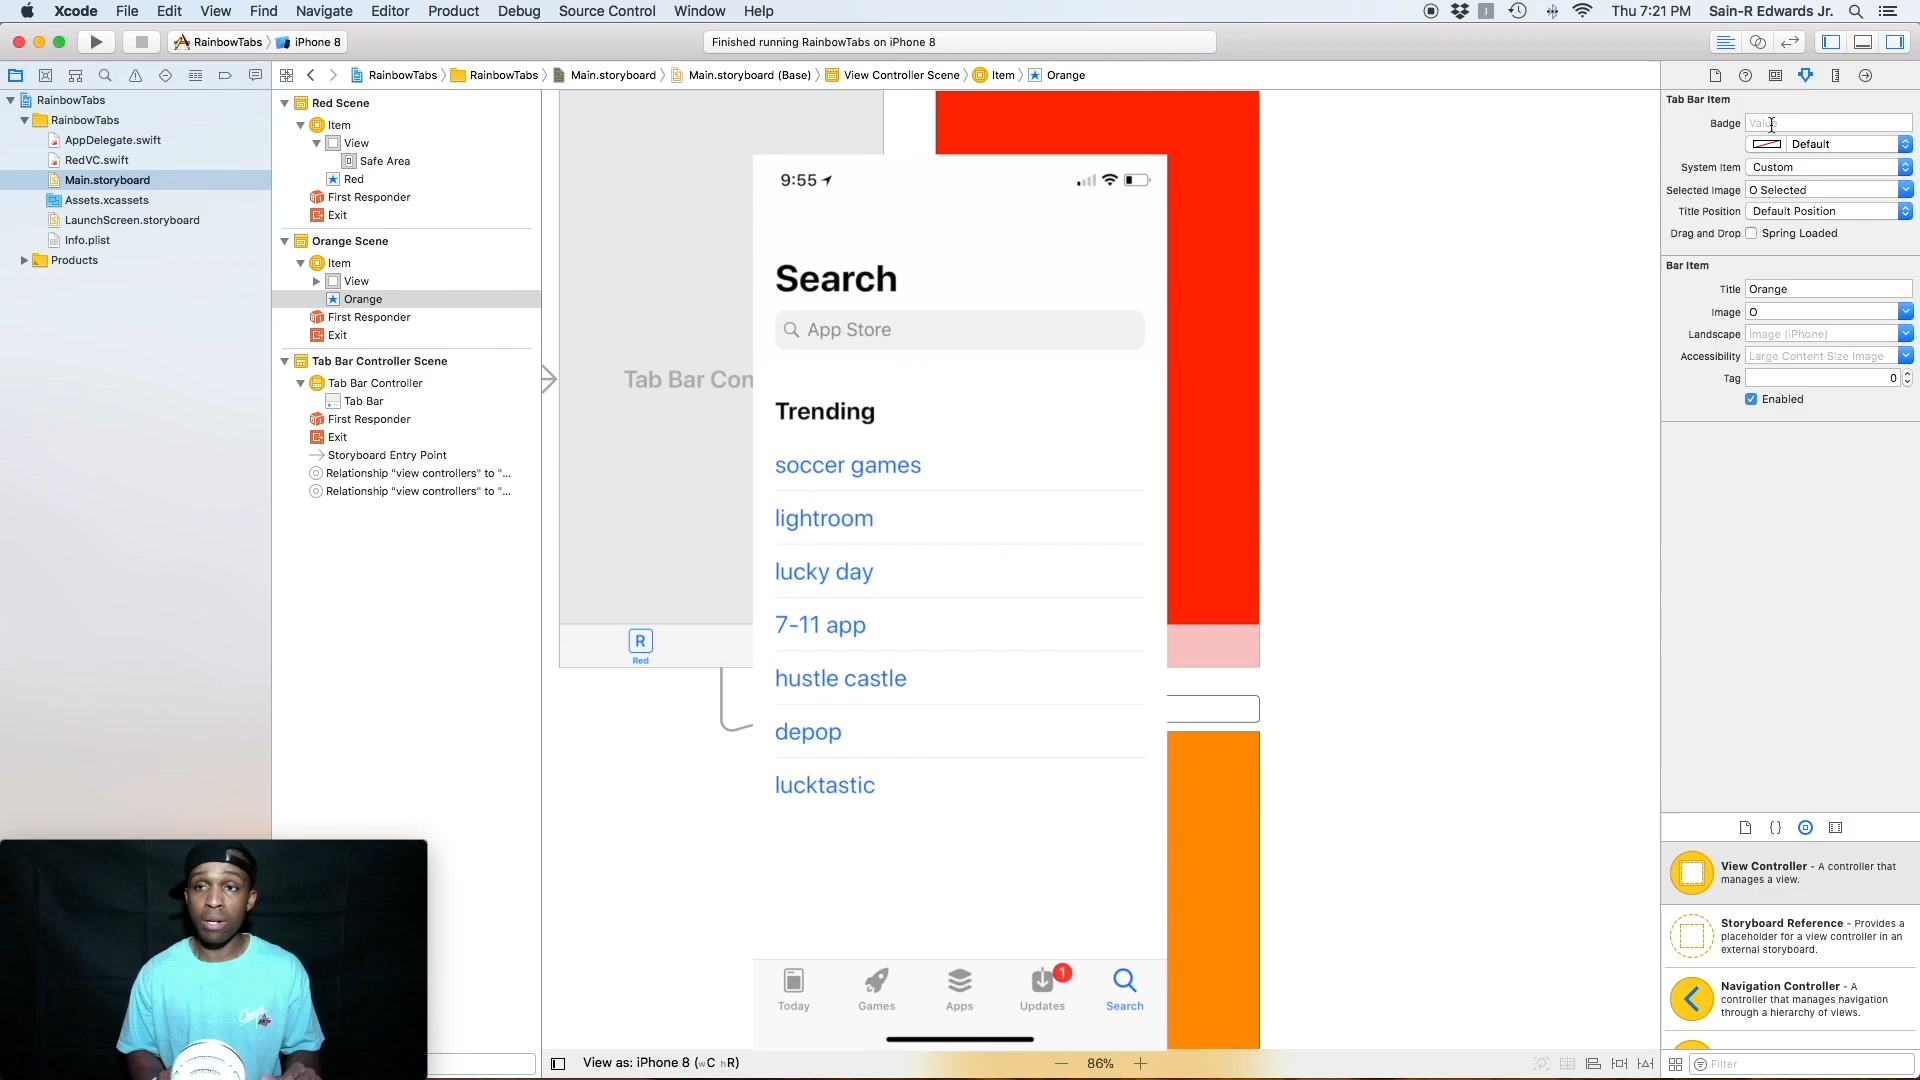 Xcode File Edit View Find Navigate Editor Product Debug Source Control Window Help Thu 7:21 PM Sain-R Edwards Jr.
RainbowTabs iPhone 8 Finished running RainbowTabs on iPhone 8
RainbowTabs RainbowTabs Main.storyboard Main.storyboard (Base) View Controller Scene Item Orange
RainbowTabs
RainbowTabs
AppDelegate.swift
RedVC.swift
Main.storyboard
Assets.xcassets
LaunchScreen.storyboard
Info.plist
Products
Red Scene
Item
View
Safe Area
Red
First Responder
Exit
Orange Scene
Item
View
Orange
First Responder
Exit
Tab Bar Controller Scene
Tab Bar Controller
Tab Bar
First Responder
Exit
Storyboard Entry Point
Relationship "view controllers" to "...
Relationship "view controllers" to "...
Tab Bar Con
R
Red
9:55
Search
App Store
Trending
soccer games
lightroom
lucky day
7-11 app
hustle castle
depop
lucktastic
1
Today Games Apps Updates Search
View as: iPhone 8 (wC hR) 86%
Tab Bar Item
Badge Value
Default
System Item Custom
Selected Image O Selected
Title Position Default Position
Drag and Drop Spring Loaded
Bar Item
Title Orange
Image O
Landscape Image (iPhone)
Accessibility Large Content Size Image
Tag 0
Enabled
{}
View Controller - A controller that
manages a view.
Storyboard Reference - Provides a
placeholder for a view controller in an
external storyboard.
Navigation Controller - A
controller that manages navigation
through a hierarchy of views.
Filter